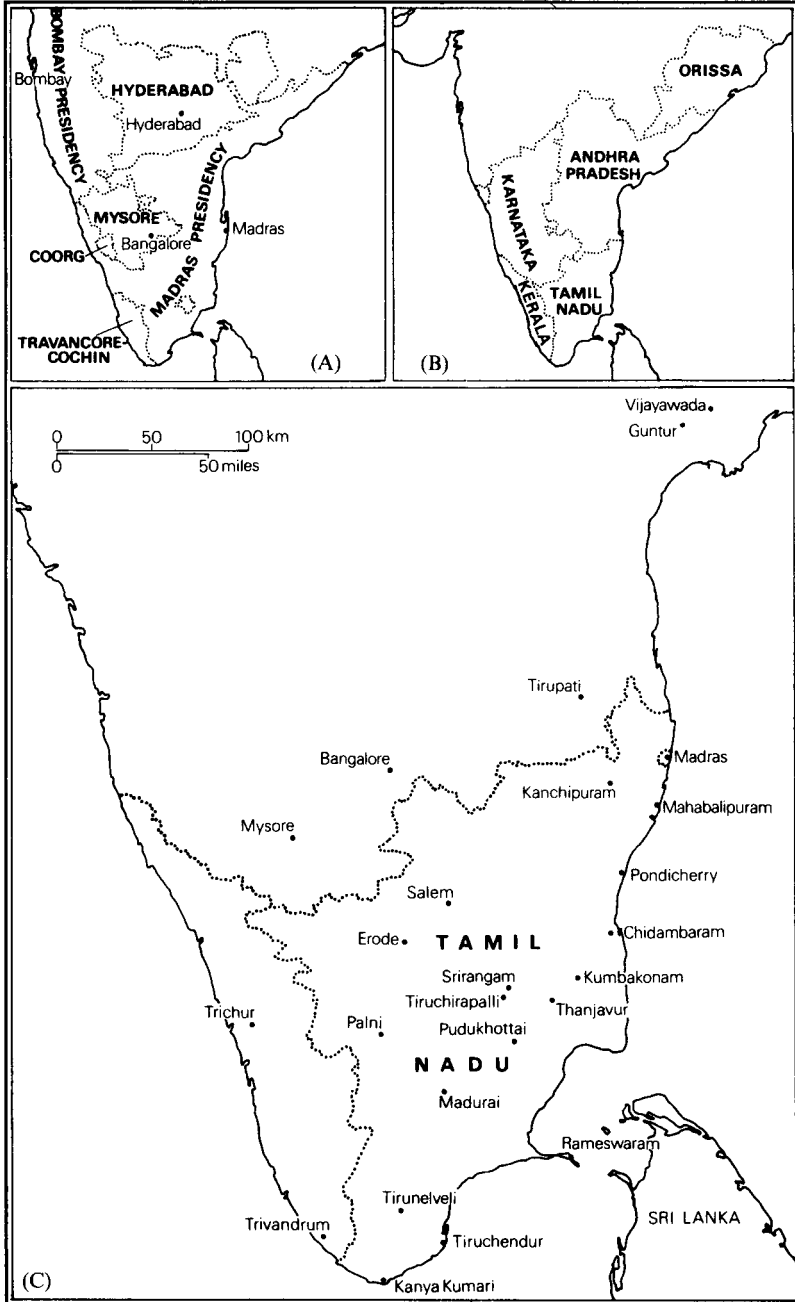 BOMBAY PRESIDENCY
Bombay
HYDERABAD
Hyderabad
MYSORE
Bangalore
COORG
MADRAS PRESIDENCY
Madras
TRAVANCORE-
COCHIN
(A)
ORISSA
ANDHRA
PRADESH
KARNATAKA
KERALA
TAMIL
NADU
(B)
0 50 100 km
0 50 miles
Vijayawada
Guntur
Tirupati
Bangalore
Madras
Kanchipuram
Mahabalipuram
Mysore
Pondicherry
Salem
Erode
TAMIL
Chidambaram
Srirangam
Kumbakonam
Tiruchirapalli
Thanjavur
Trichur
Palni
Pudukhottai
NADU
Madurai
Rameswaram
Tirunelveli
SRI LANKA
Trivandrum
Tiruchendur
(C)
Kanya Kumari